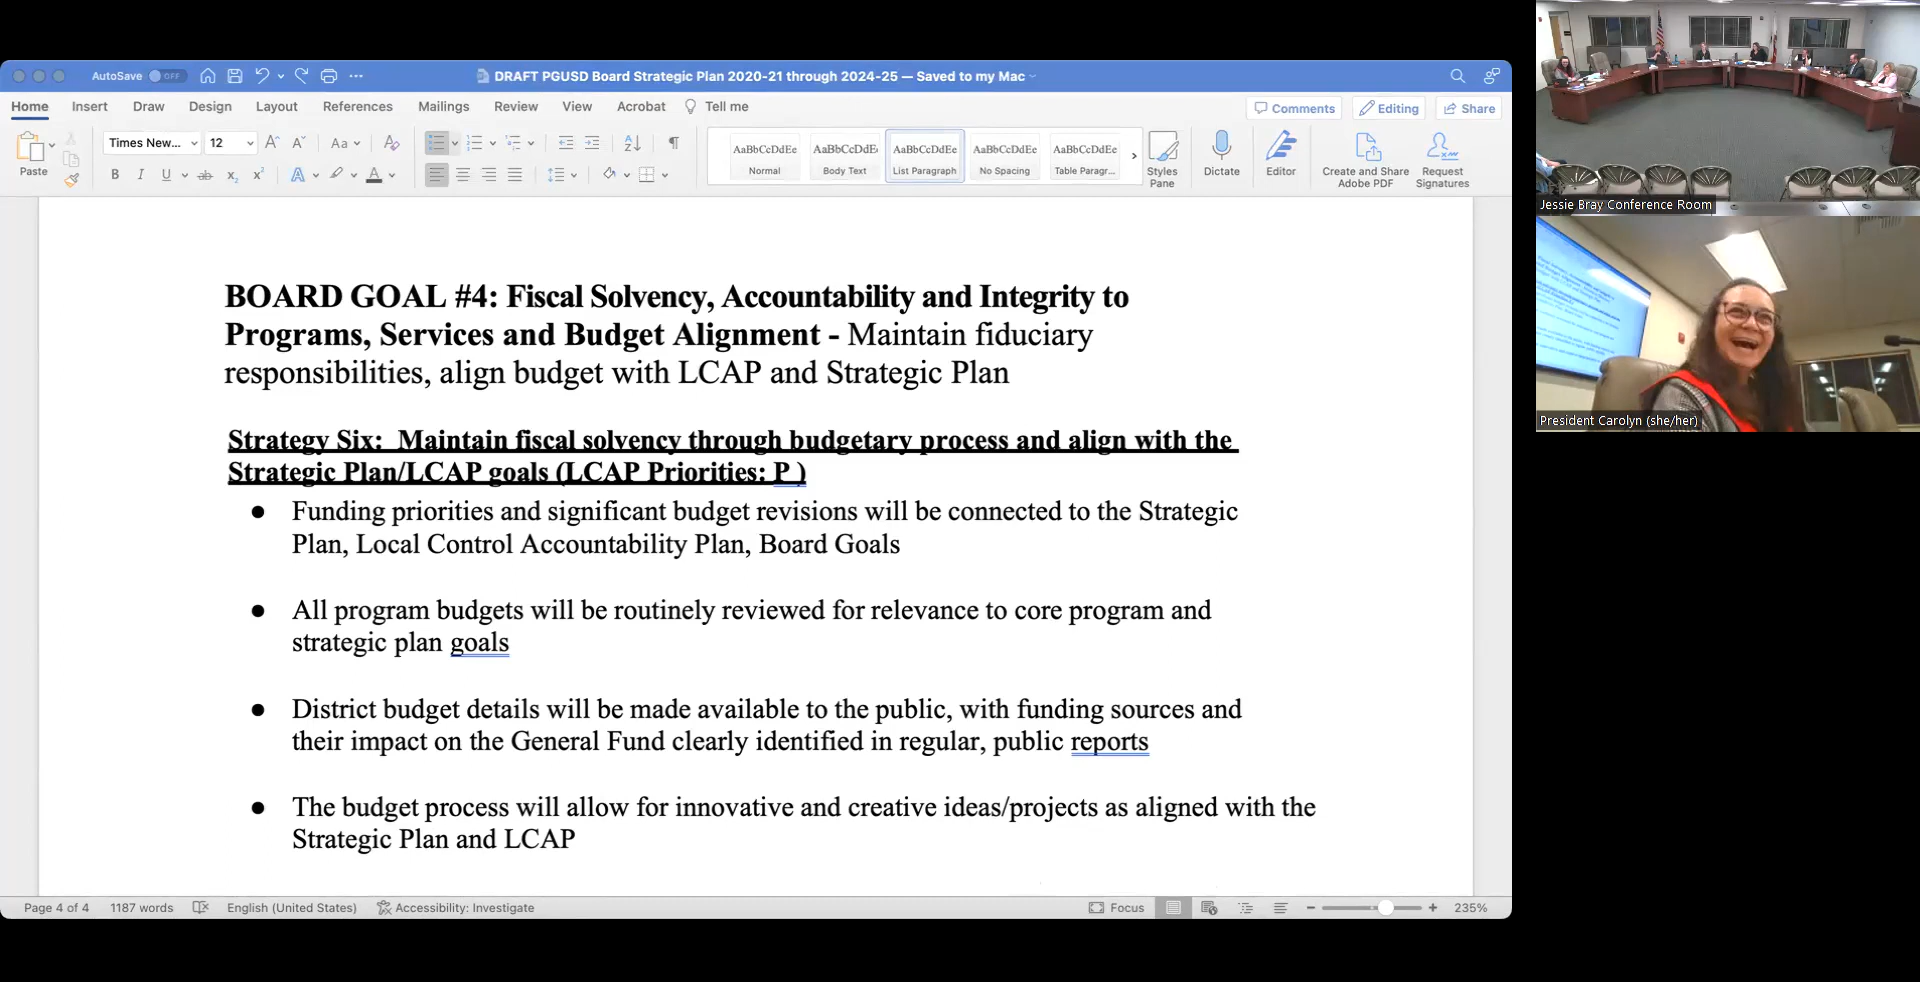 AutoSave OFF
DRAFT PGUSD Board Strategic Plan 2020-21 through 2024-25 — Saved to my Mac
Home Insert Draw Design Layout References Mailings Review View Acrobat Tell me
Comments Editing Share
Paste
Times New... 12
Aa
B I U ab x₂ x²
A
AaBbCcDdEe AaBbCcDdE AaBbCcDdEe AaBbCcDdEe AaBbCcDdEe
Normal Body Text List Paragraph No Spacing Table Paragr...
Styles Pane
Dictate
Editor
Create and Share Adobe PDF
Request Signatures
BOARD GOAL #4: Fiscal Solvency, Accountability and Integrity to
Programs, Services and Budget Alignment - Maintain fiduciary
responsibilities, align budget with LCAP and Strategic Plan
Strategy Six: Maintain fiscal solvency through budgetary process and align with the
Strategic Plan/LCAP goals (LCAP Priorities: P )
● Funding priorities and significant budget revisions will be connected to the Strategic
Plan, Local Control Accountability Plan, Board Goals
● All program budgets will be routinely reviewed for relevance to core program and
strategic plan goals
● District budget details will be made available to the public, with funding sources and
their impact on the General Fund clearly identified in regular, public reports
● The budget process will allow for innovative and creative ideas/projects as aligned with the
Strategic Plan and LCAP
Page 4 of 4 1187 words English (United States) Accessibility: Investigate
Focus 235%
Jessie Bray Conference Room
President Carolyn (she/her)